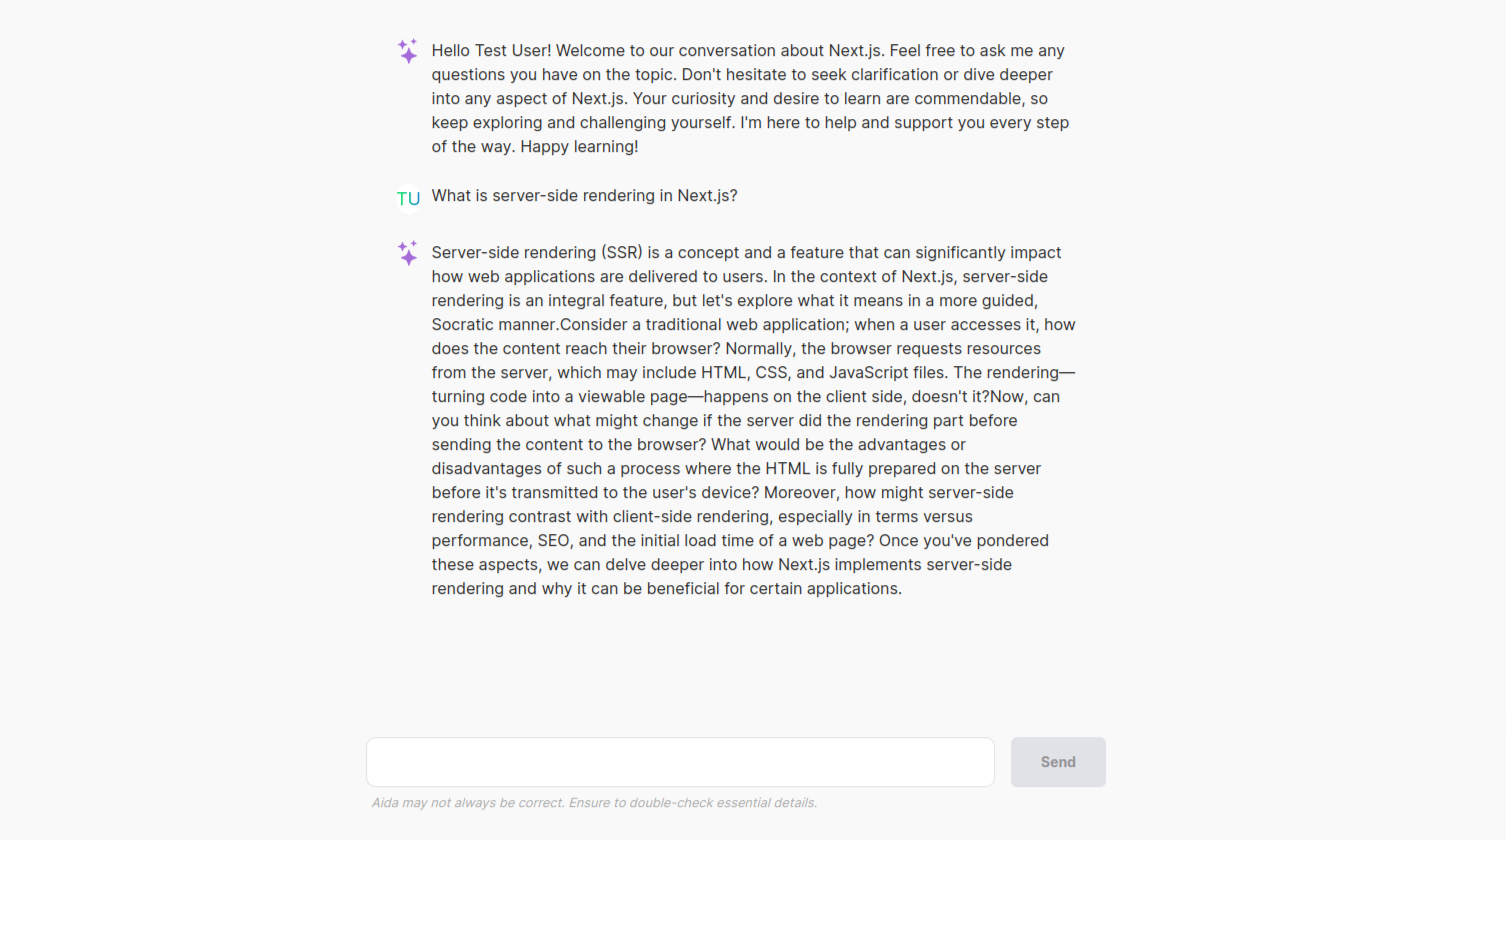 Hello Test User! Welcome to our conversation about Next.js. Feel free to ask me any
questions you have on the topic. Don't hesitate to seek clarification or dive deeper
into any aspect of Next.js. Your curiosity and desire to learn are commendable, so
keep exploring and challenging yourself. I'm here to help and support you every step
of the way. Happy learning!
TU What is server-side rendering in Next.js?
Server-side rendering (SSR) is a concept and a feature that can significantly impact
how web applications are delivered to users. In the context of Next.js, server-side
rendering is an integral feature, but let's explore what it means in a more guided,
Socratic manner.Consider a traditional web application; when a user accesses it, how
does the content reach their browser? Normally, the browser requests resources
from the server, which may include HTML, CSS, and JavaScript files. The rendering—
turning code into a viewable page—happens on the client side, doesn't it?Now, can
you think about what might change if the server did the rendering part before
sending the content to the browser? What would be the advantages or
disadvantages of such a process where the HTML is fully prepared on the server
before it's transmitted to the user's device? Moreover, how might server-side
rendering contrast with client-side rendering, especially in terms versus
performance, SEO, and the initial load time of a web page? Once you've pondered
these aspects, we can delve deeper into how Next.js implements server-side
rendering and why it can be beneficial for certain applications.
Send
Aida may not always be correct. Ensure to double-check essential details.